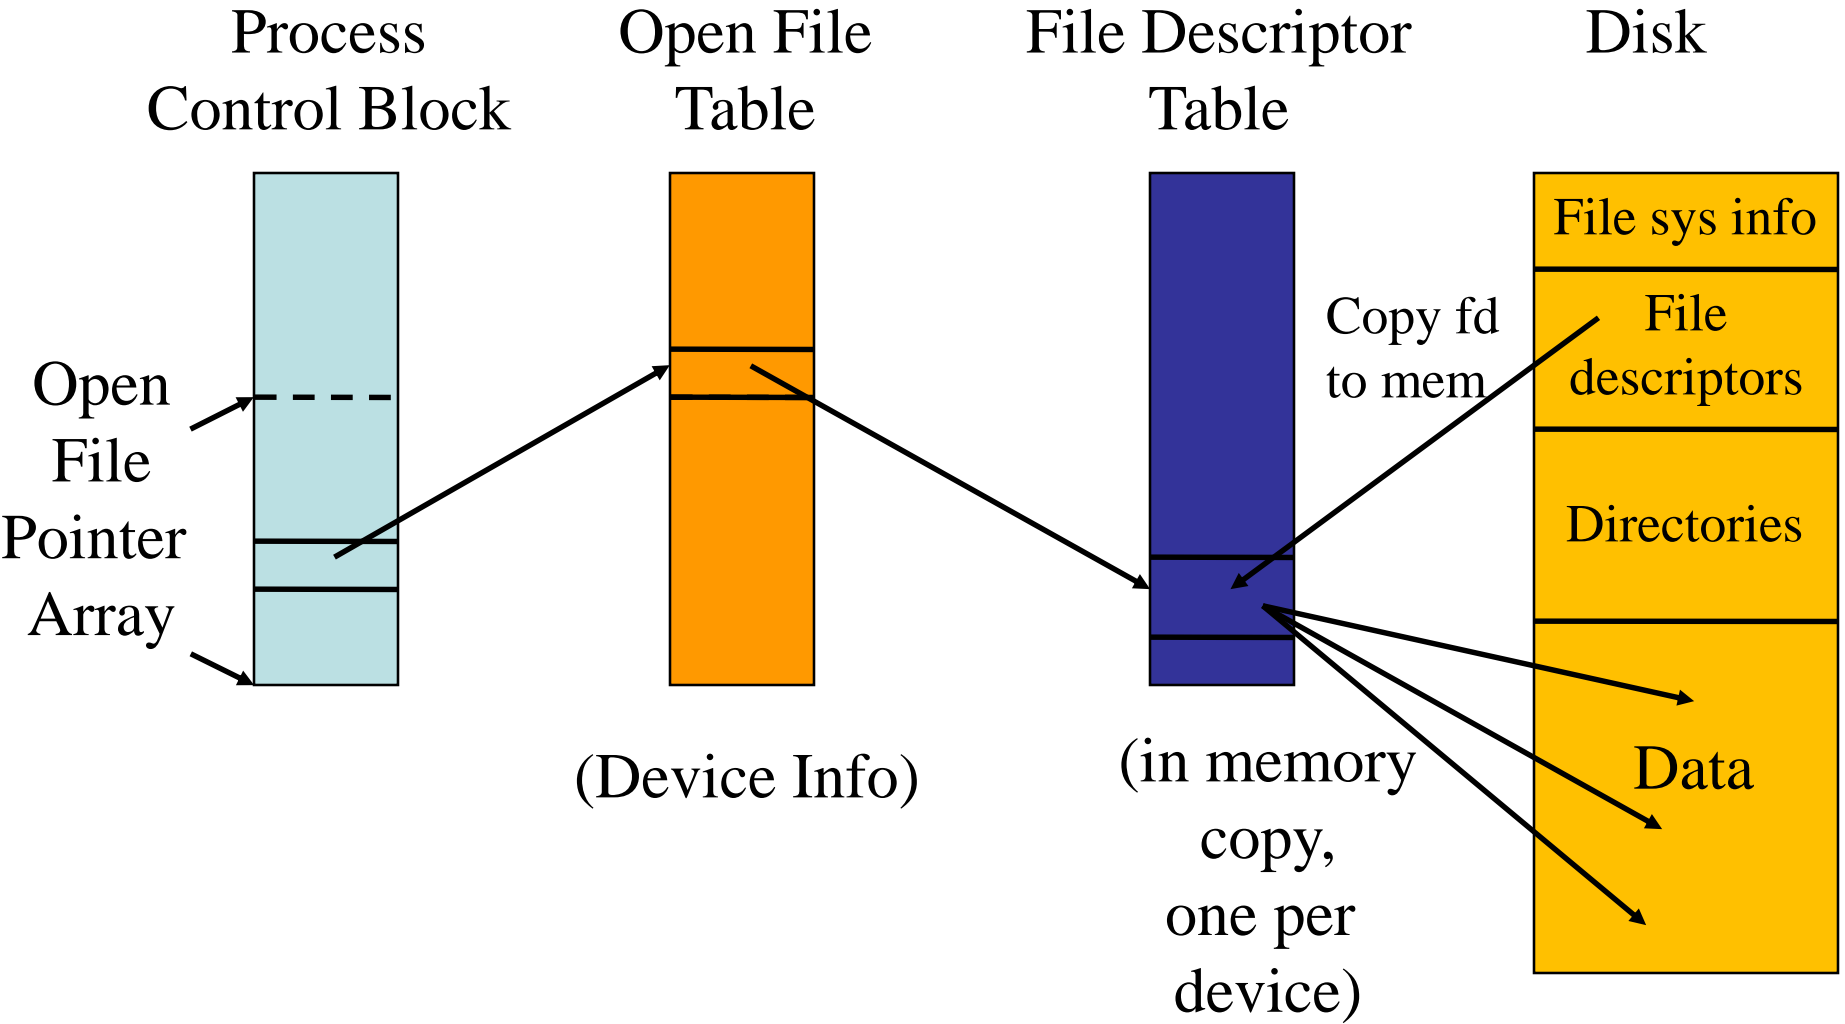 Process
Control Block
Open File
Table
File Descriptor
Table
Disk
Open
File
Pointer
Array
(Device Info)
Copy fd
to mem
(in memory
copy,
one per
device)
File sys info
File
descriptors
Directories
Data